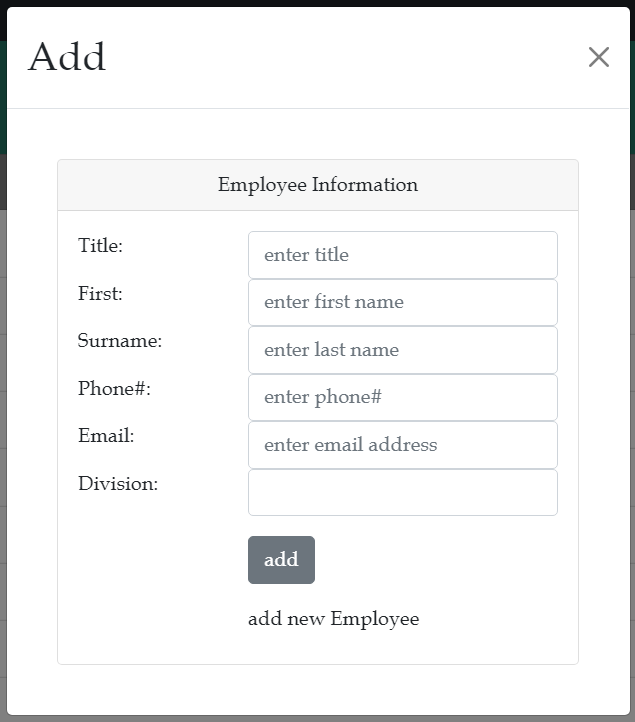 Add
Employee Information
Title:
enter title
First:
enter first name
Surname:
enter last name
Phone#:
enter phone#
Email:
enter email address
Division:
add
add new Employee